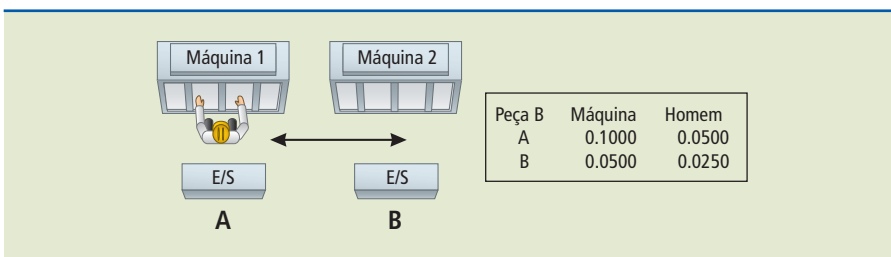 Máquina 1 Máquina 2
Peça B Máquina Homem
A 0.1000 0.0500
B 0.0500 0.0250
E/S E/S
A B